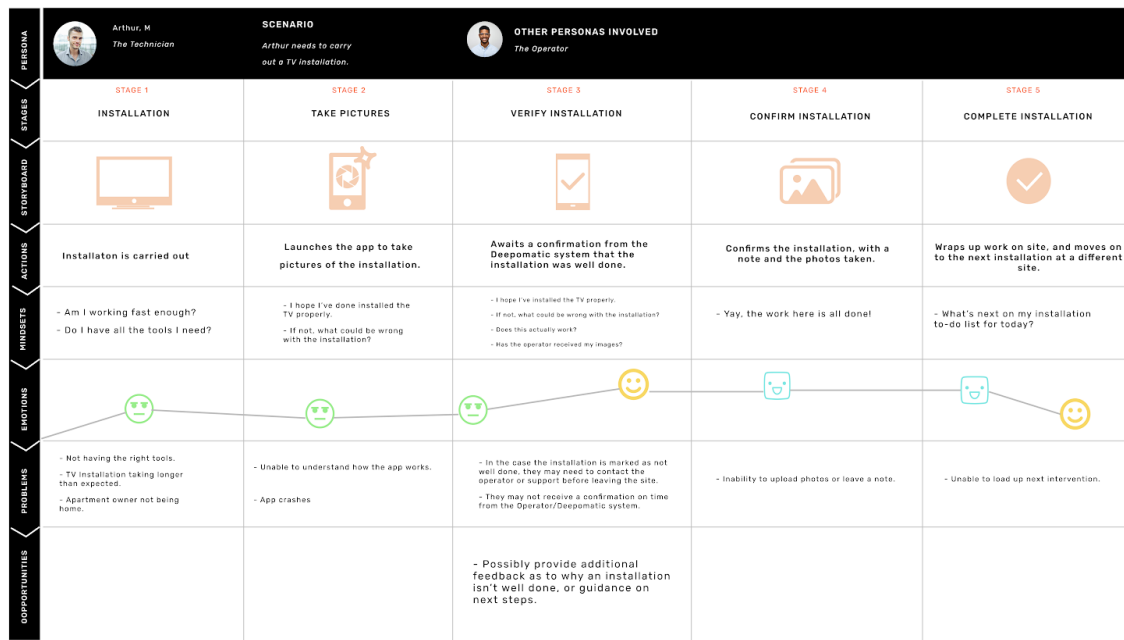 PERSONA
Arthur, M
The Technician
SCENARIO
Arthur needs to carry
out a TV installation.
OTHER PERSONAS INVOLVED
The Operator
STAGES
STAGE 1
INSTALLATION
STAGE 2
TAKE PICTURES
STAGE 3
VERIFY INSTALLATION
STAGE 4
CONFIRM INSTALLATION
STAGE 5
COMPLETE INSTALLATION
STORYBOARD
ACTIONS
Installaton is carried out
Launches the app to take
pictures of the installation.
Awaits a confirmation from the
Deepomatic system that the
installation was well done.
Confirms the installation, with a
note and the photos taken.
Wraps up work on site, and moves on
to the next installation at a different
site.
MINDSETS
- Am I working fast enough?
- Do I have all the tools I need?
- I hope I've done installed the
TV properly.
- If not, what could be wrong
with the installation?
- I hope I've installed the TV properly.
- If not, what could be wrong with the installation?
- Does this actually work?
- Has the operator received my images?
- Yay, the work here is all done!
- What's next on my installation
to-do list for today?
EMOTIONS
PROBLEMS
- Not having the right tools.
- TV Installation taking longer
than expected.
- Apartment owner not being
home.
- Unable to understand how the app works.
- App crashes
- In the case the installation is marked as not
well done, they may need to contact the
operator or support before leaving the site.
- They may not receive a confirmation on time
from the Operator/Deepomatic system.
- Inability to upload photos or leave a note.
- Unable to load up next intervention.
OOPPORTUNITIES
- Possibly provide additional
feedback as to why an installation
isn't well done, or guidance on
next steps.